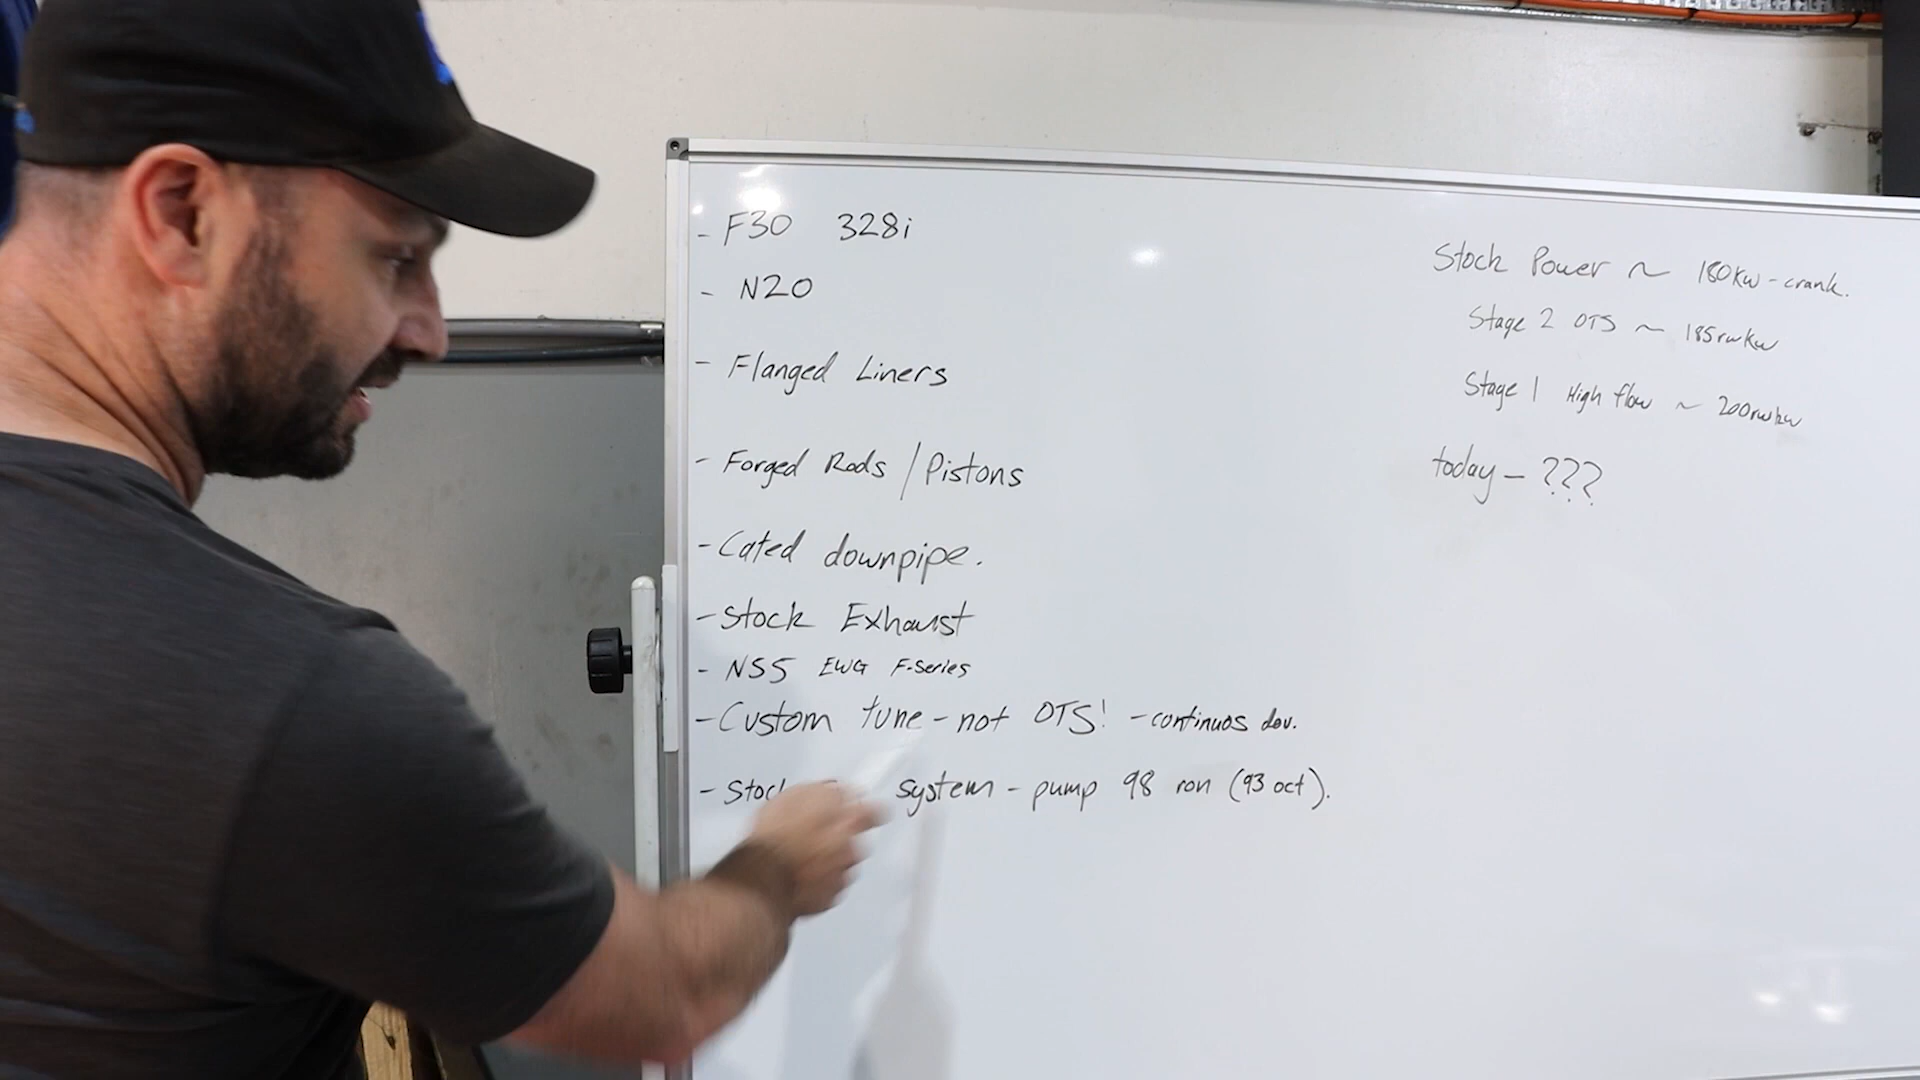 - F30 328i
- N20
- Flanged Liners
- Forged Rods / Pistons
- Cated downpipe.
- Stock Exhaust
- N55 EWG F-Series
- Custom tune - not OTS! - continuos dev.
- Stock system - pump 98 ron (93 oct).
Stock Power ~ 180kw - crank.
Stage 2 OTS ~ 185rwkw
Stage 1 High flow ~ 200rwkw
today - ???